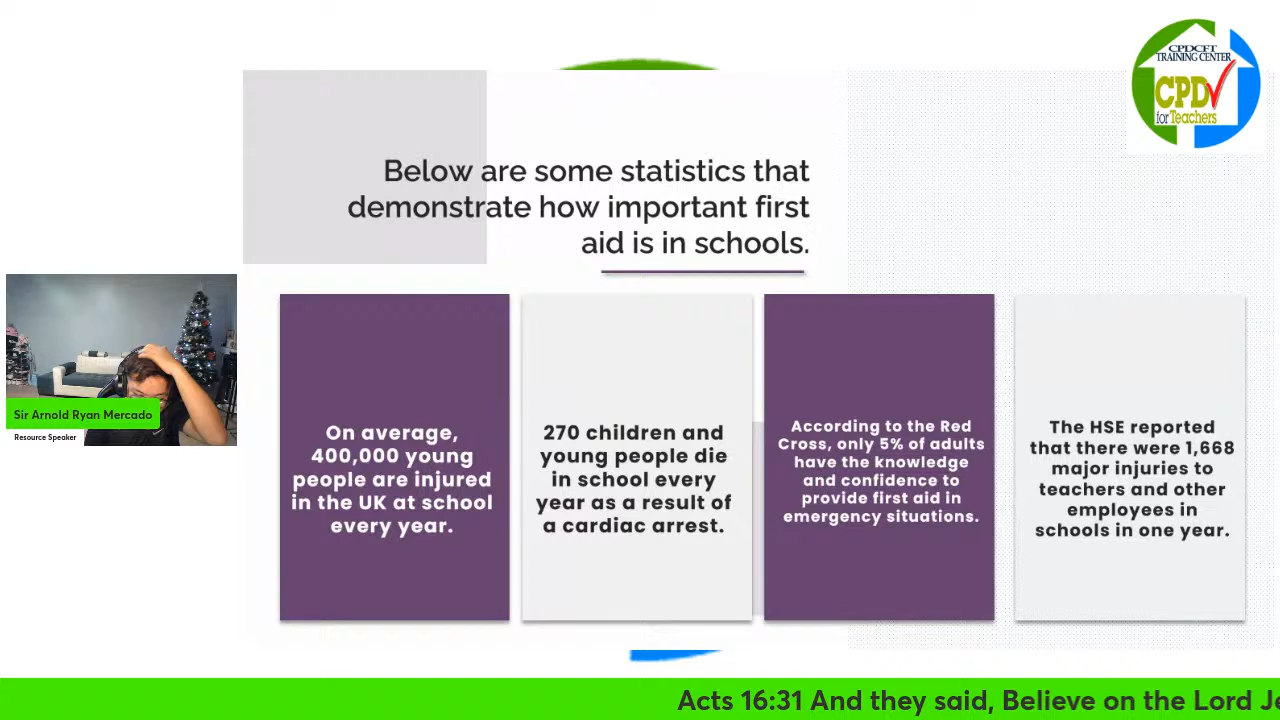 CPDCFT
TRAINING CENTER
CPD
for Teachers
Below are some statistics that
demonstrate how important first
aid is in schools.
Sir Arnold Ryan Mercado
Resource Speaker
On average,
400,000 young
people are injured
in the UK at school
every year.
270 children and
young people die
in school every
year as a result of
a cardiac arrest.
According to the Red
Cross, only 5% of adults
have the knowledge
and confidence to
provide first aid in
emergency situations.
The HSE reported
that there were 1,668
major injuries to
teachers and other
employees in
schools in one year.
Acts 16:31 And they said, Believe on the Lord Je